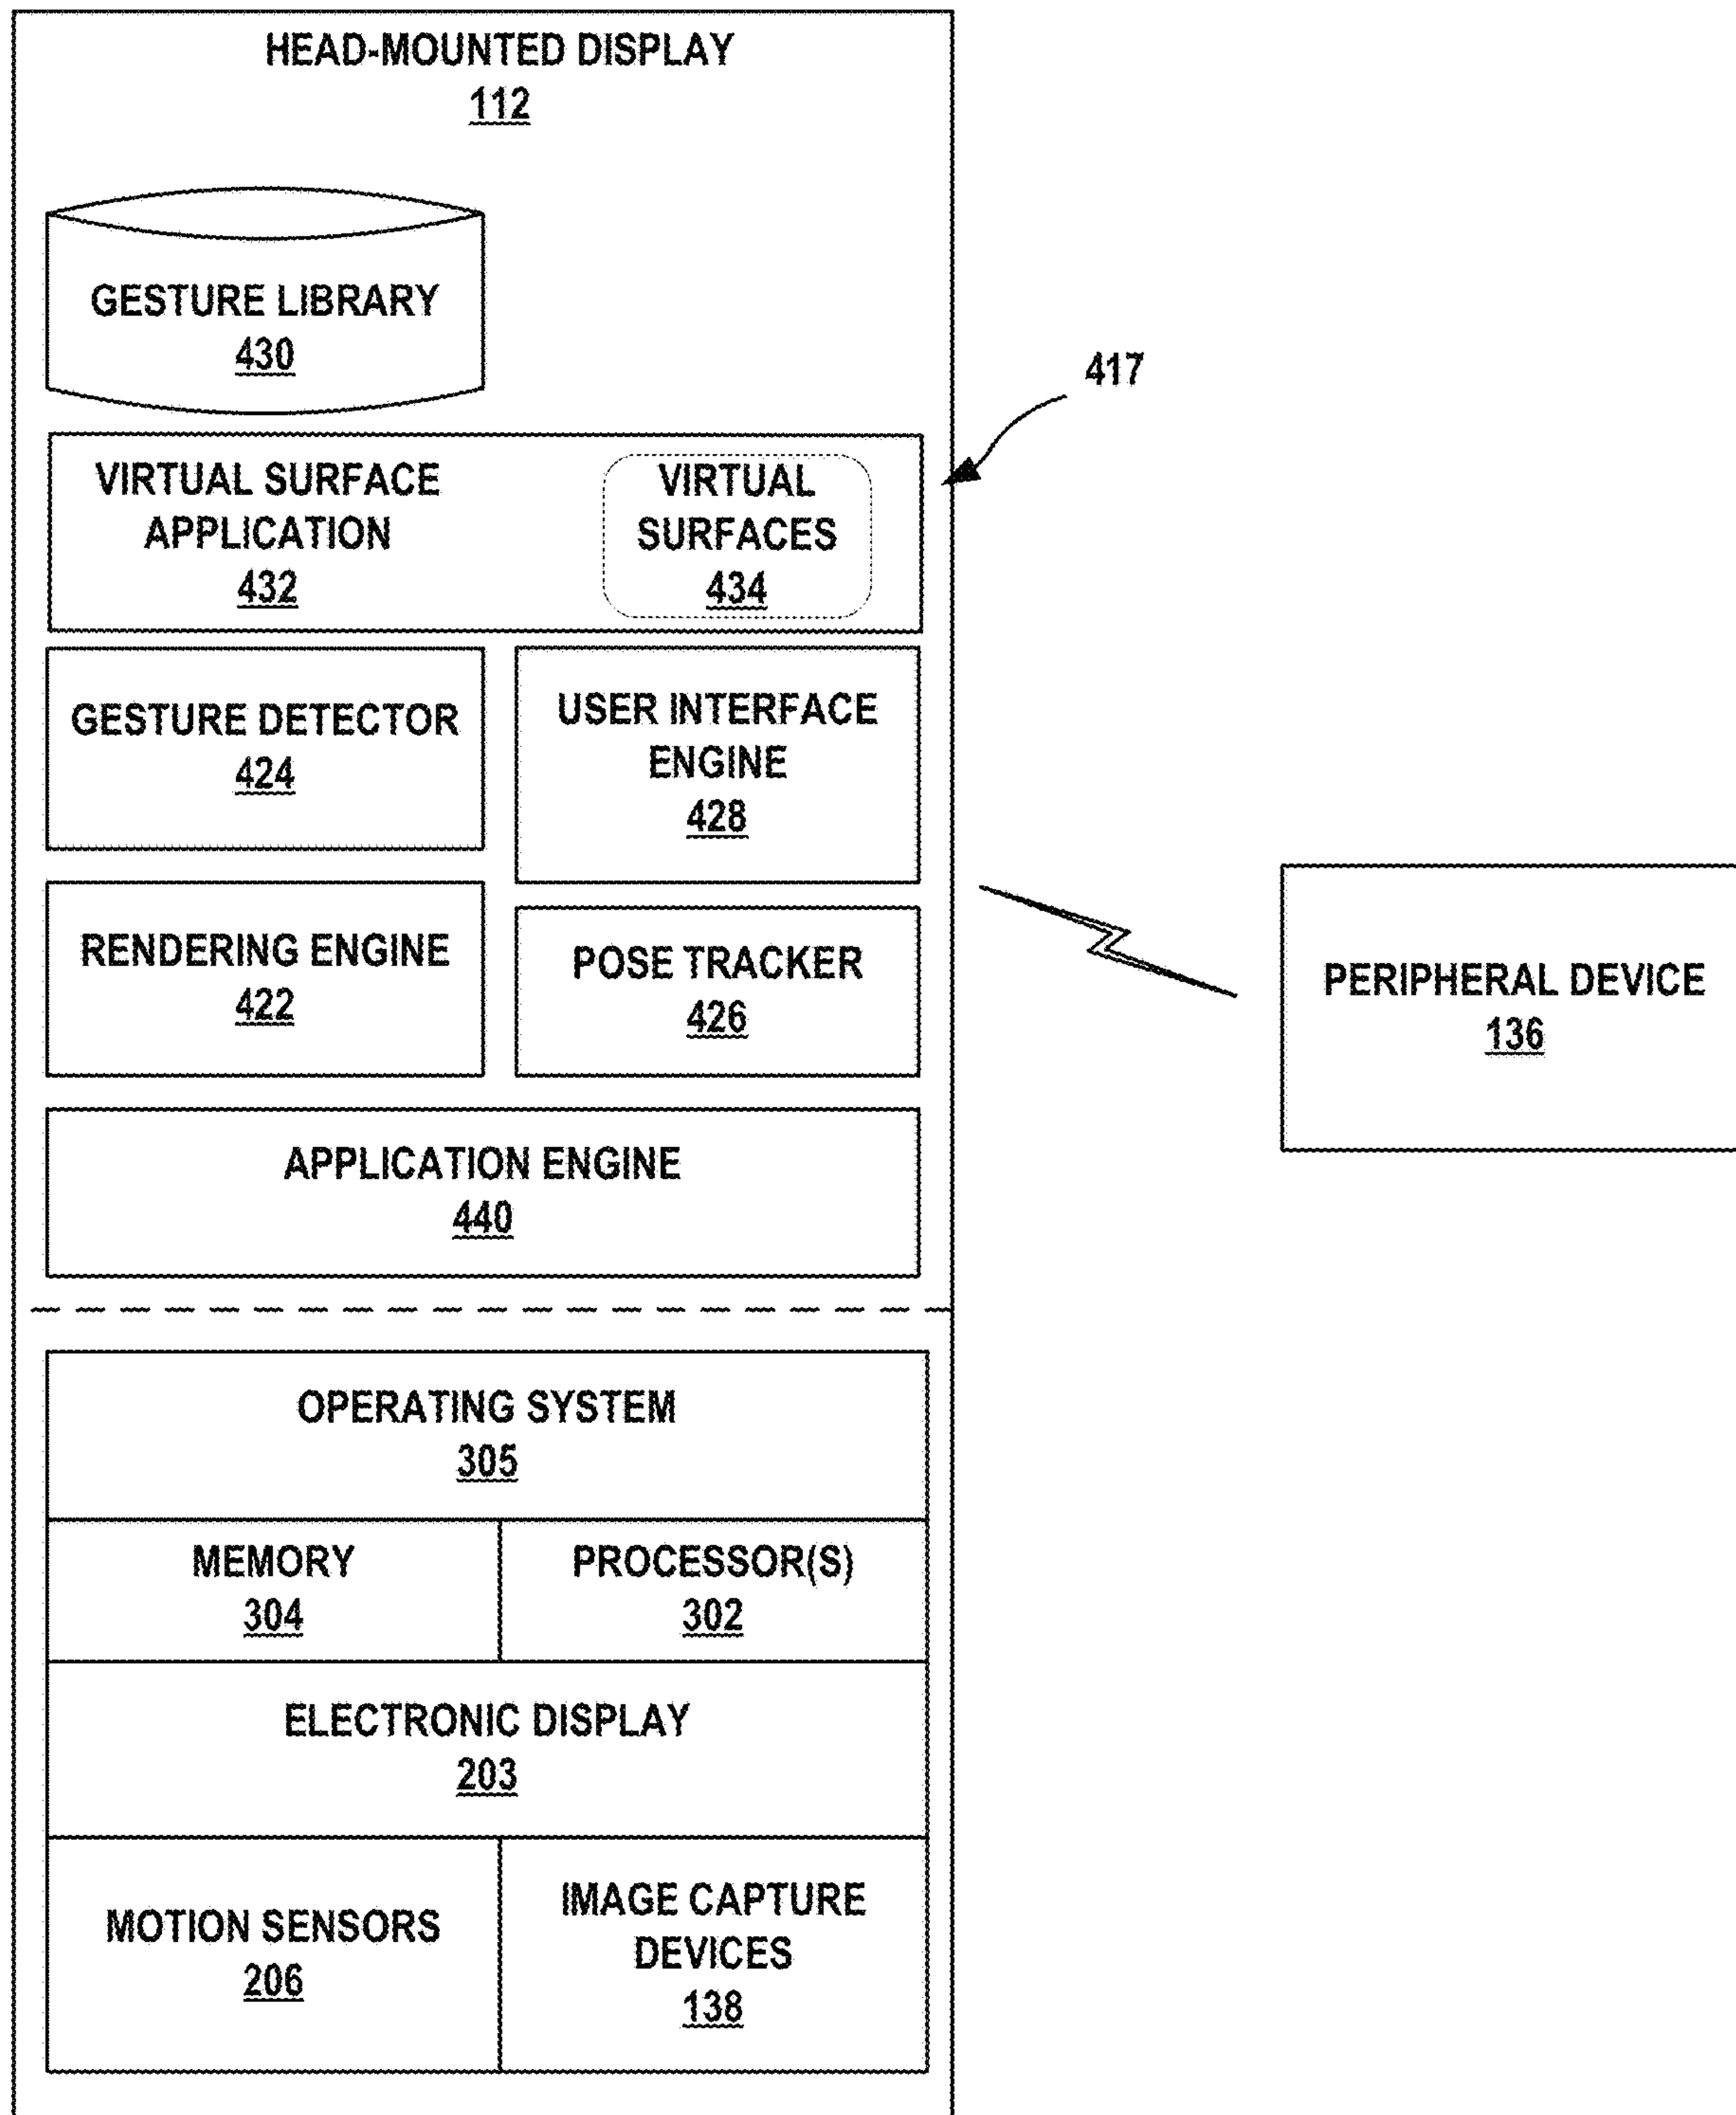 HEAD-MOUNTED DISPLAY
112
GESTURE LIBRARY
430
417
VIRTUAL SURFACE
APPLICATION
432
VIRTUAL
SURFACES
434
GESTURE DETECTOR
424
USER INTERFACE
ENGINE
428
RENDERING ENGINE
422
POSE TRACKER
426
PERIPHERAL DEVICE
136
APPLICATION ENGINE
440
OPERATING SYSTEM
305
MEMORY
304
PROCESSOR(S)
302
ELECTRONIC DISPLAY
203
MOTION SENSORS
206
IMAGE CAPTURE
DEVICES
138